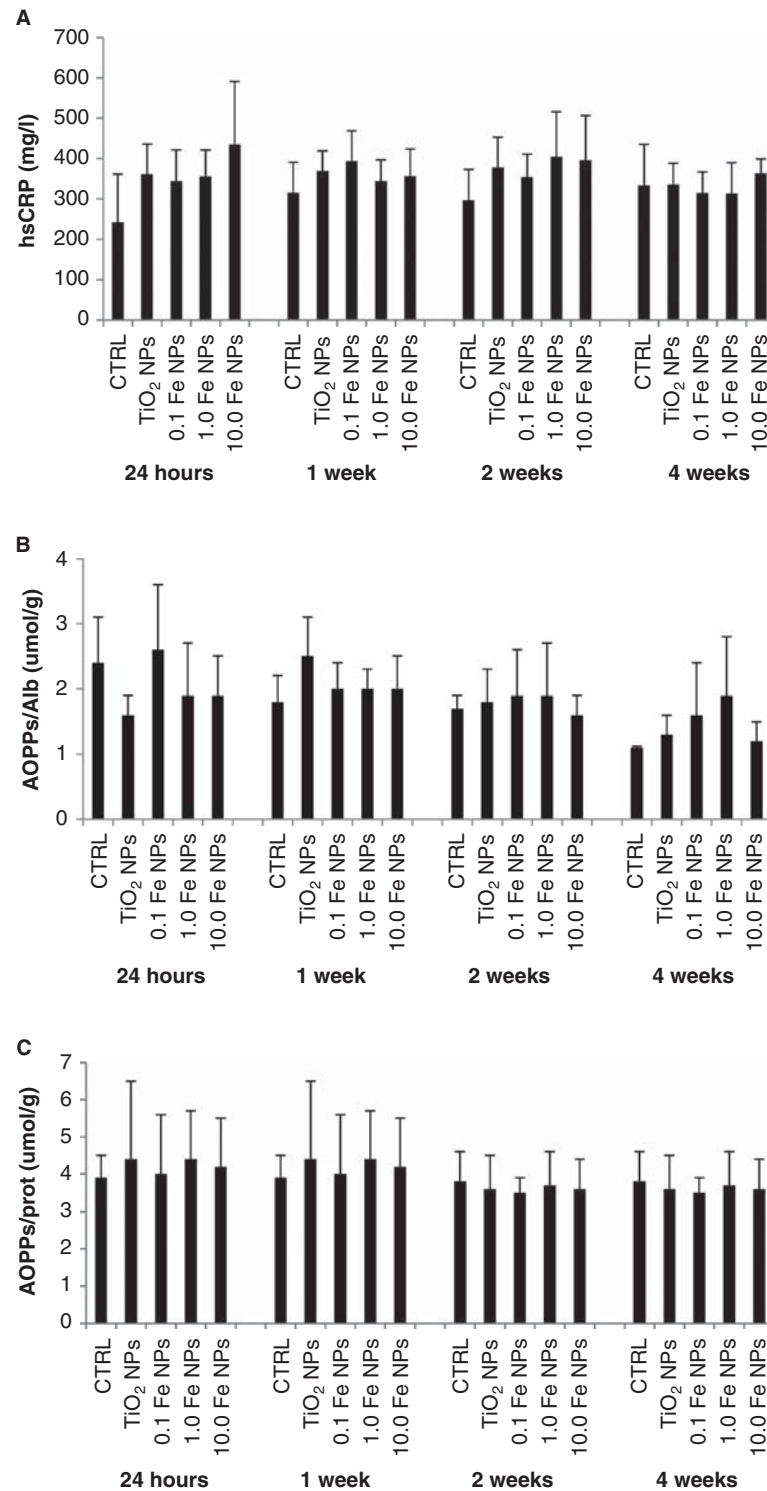 A
hsCRP (mg/l)
700
600
500
400
300
200
100
0
CTRL
TiO₂ NPs
0.1 Fe NPs
1.0 Fe NPs
10.0 Fe NPs
CTRL
TiO₂ NPs
0.1 Fe NPs
1.0 Fe NPs
10.0 Fe NPs
CTRL
TiO₂ NPs
0.1 Fe NPs
1.0 Fe NPs
10.0 Fe NPs
CTRL
TiO₂ NPs
0.1 Fe NPs
1.0 Fe NPs
10.0 Fe NPs
24 hours
1 week
2 weeks
4 weeks
B
AOPPs/Alb (umol/g)
4
3
2
1
0
CTRL
TiO₂ NPs
0.1 Fe NPs
1.0 Fe NPs
10.0 Fe NPs
CTRL
TiO₂ NPs
0.1 Fe NPs
1.0 Fe NPs
10.0 Fe NPs
CTRL
TiO₂ NPs
0.1 Fe NPs
1.0 Fe NPs
10.0 Fe NPs
CTRL
TiO₂ NPs
0.1 Fe NPs
1.0 Fe NPs
10.0 Fe NPs
24 hours
1 week
2 weeks
4 weeks
C
AOPPs/prot (umol/g)
7
6
5
4
3
2
1
0
CTRL
TiO₂ NPs
0.1 Fe NPs
1.0 Fe NPs
10.0 Fe NPs
CTRL
TiO₂ NPs
0.1 Fe NPs
1.0 Fe NPs
10.0 Fe NPs
CTRL
TiO₂ NPs
0.1 Fe NPs
1.0 Fe NPs
10.0 Fe NPs
CTRL
TiO₂ NPs
0.1 Fe NPs
1.0 Fe NPs
10.0 Fe NPs
24 hours
1 week
2 weeks
4 weeks